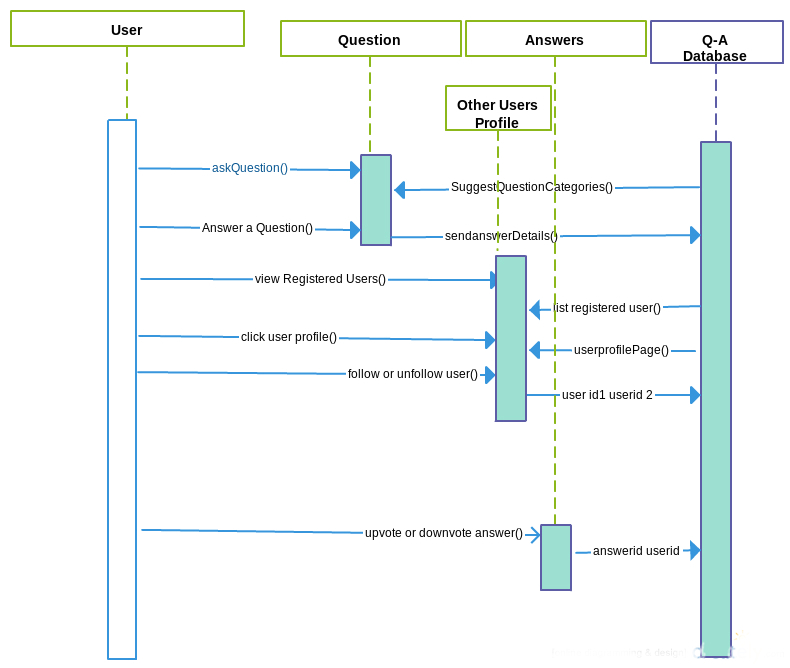 User
Question
Answers
Q-A
Database
Other Users
Profile
askQuestion()
SuggestQuestionCategories()
Answer a Question()
sendanswerDetails()
view Registered Users()
list registered user()
click user profile()
userprofilePage()
follow or unfollow user()
user id1 userid 2
upvote or downvote answer()
answerid userid